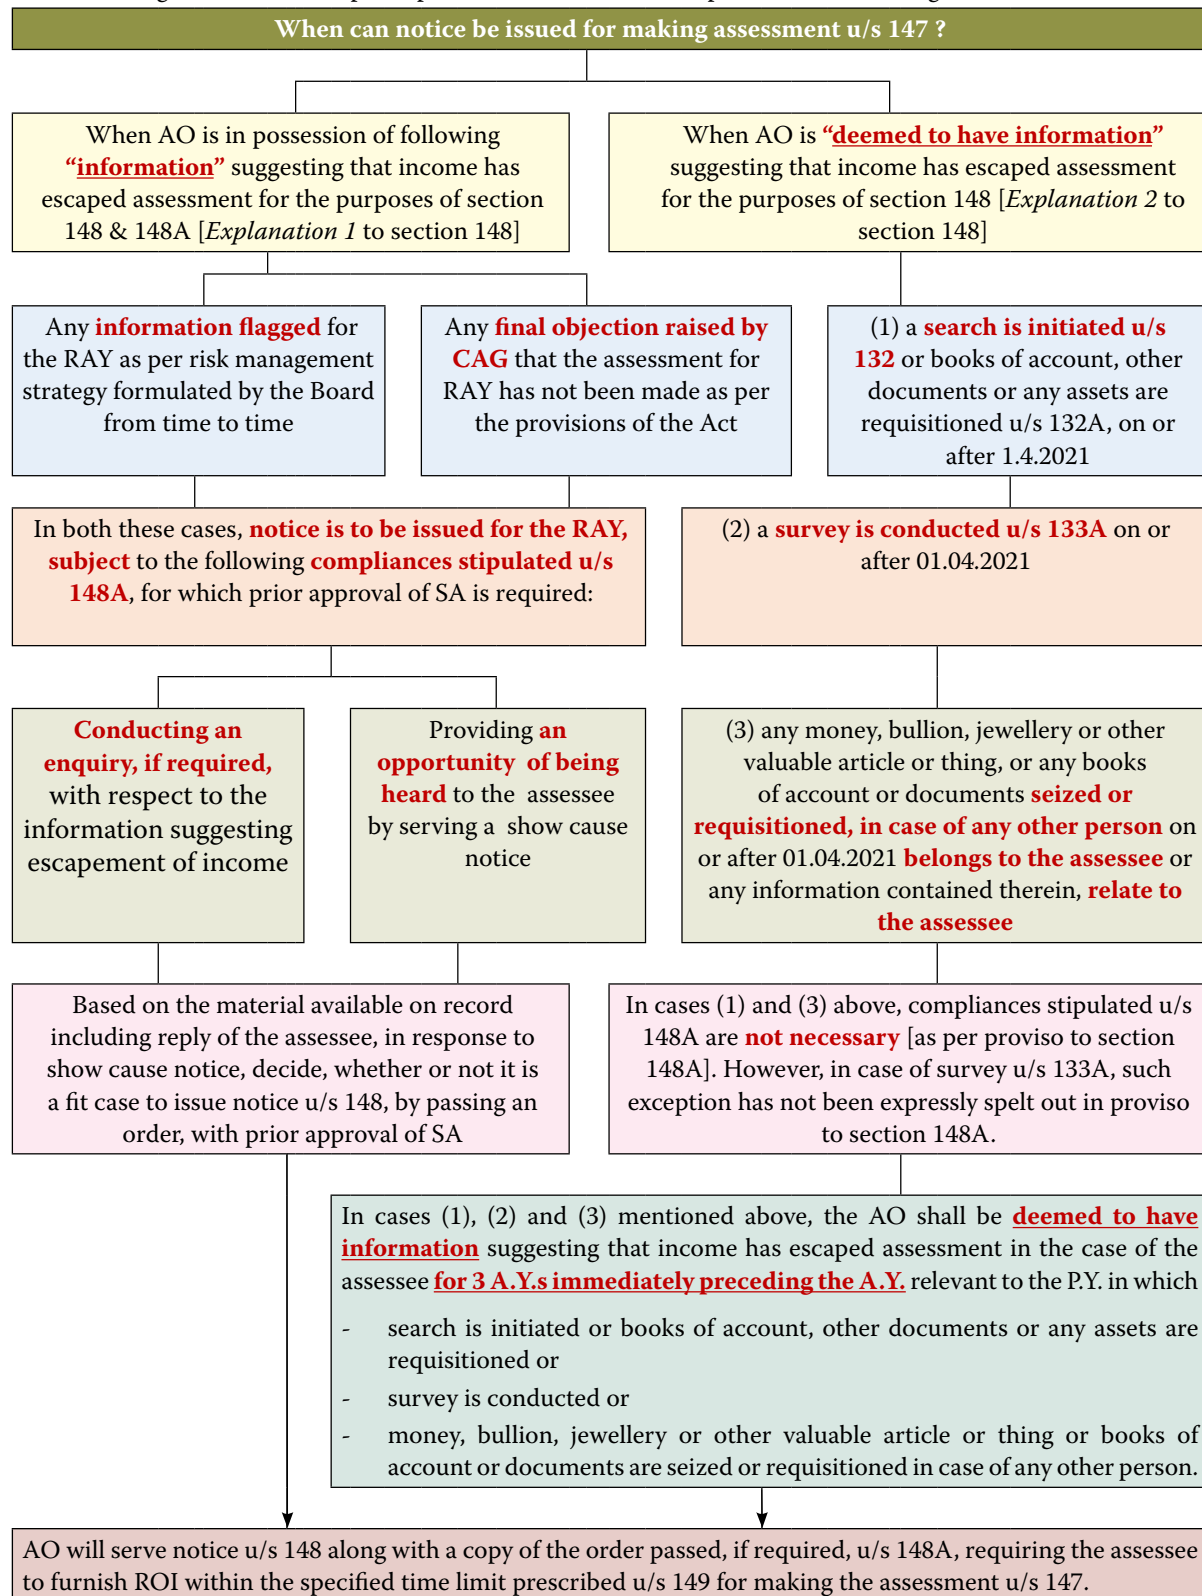 When can notice be issued for making assessment u/s 147 ?
When AO is in possession of following
“information” suggesting that income has
escaped assessment for the purposes of section
148 & 148A [Explanation 1 to section 148]
When AO is “deemed to have information”
suggesting that income has escaped assessment
for the purposes of section 148 [Explanation 2 to
section 148]
Any information flagged for
the RAY as per risk management
strategy formulated by the Board
from time to time
Any final objection raised by
CAG that the assessment for
RAY has not been made as per
the provisions of the Act
(1) a search is initiated u/s
132 or books of account, other
documents or any assets are
requisitioned u/s 132A, on or
after 1.4.2021
In both these cases, notice is to be issued for the RAY,
subject to the following compliances stipulated u/s
148A, for which prior approval of SA is required:
(2) a survey is conducted u/s 133A on or
after 01.04.2021
Conducting an
enquiry, if required,
with respect to the
information suggesting
escapement of income
Providing an
opportunity of being
heard to the assessee
by serving a show cause
notice
(3) any money, bullion, jewellery or other
valuable article or thing, or any books
of account or documents seized or
requisitioned, in case of any other person on
or after 01.04.2021 belongs to the assessee or
any information contained therein, relate to
the assessee
Based on the material available on record
including reply of the assessee, in response to
show cause notice, decide, whether or not it is
a fit case to issue notice u/s 148, by passing an
order, with prior approval of SA
In cases (1) and (3) above, compliances stipulated u/s
148A are not necessary [as per proviso to section
148A]. However, in case of survey u/s 133A, such
exception has not been expressly spelt out in proviso
to section 148A.
In cases (1), (2) and (3) mentioned above, the AO shall be deemed to have
information suggesting that income has escaped assessment in the case of the
assessee for 3 A.Y.s immediately preceding the A.Y. relevant to the P.Y. in which
- search is initiated or books of account, other documents or any assets are
requisitioned or
- survey is conducted or
- money, bullion, jewellery or other valuable article or thing or books of
account or documents are seized or requisitioned in case of any other person.
AO will serve notice u/s 148 along with a copy of the order passed, if required, u/s 148A, requiring the assessee
to furnish ROI within the specified time limit prescribed u/s 149 for making the assessment u/s 147.